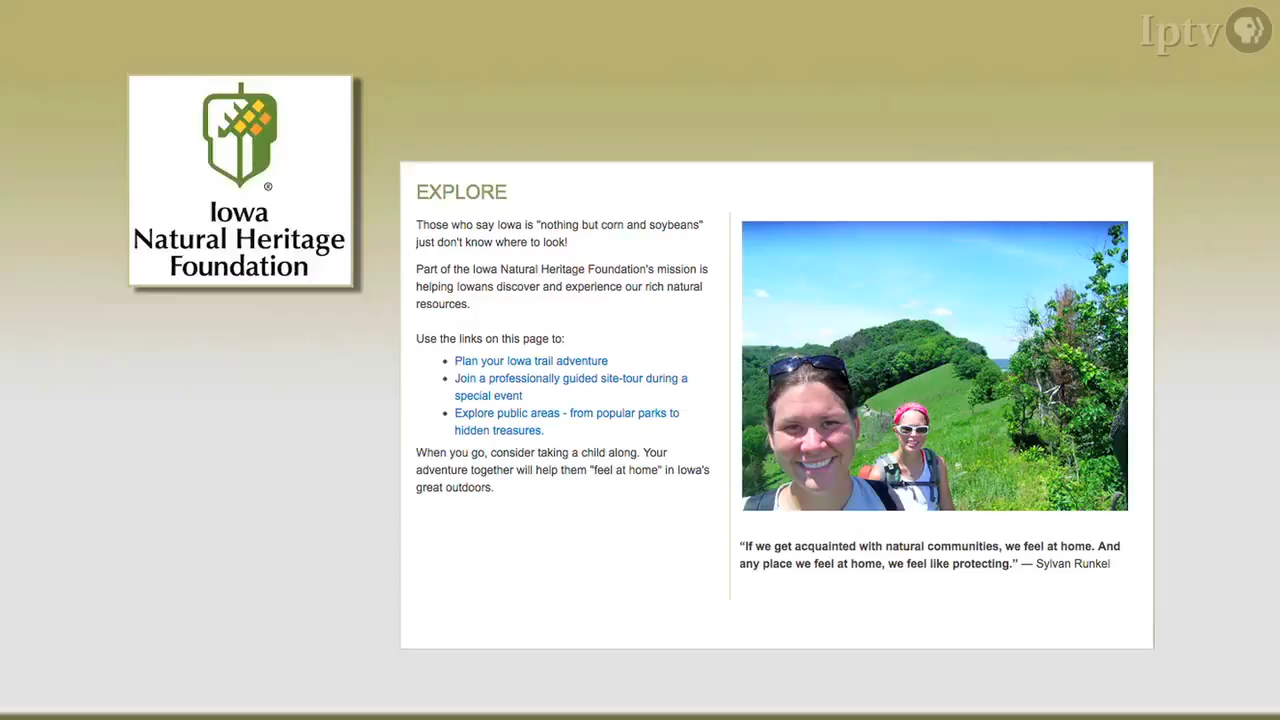 Iptv
Iowa
Natural Heritage
Foundation
®
EXPLORE
Those who say Iowa is "nothing but corn and soybeans"
just don't know where to look!
Part of the Iowa Natural Heritage Foundation's mission is
helping Iowans discover and experience our rich natural
resources.
Use the links on this page to:
• Plan your Iowa trail adventure
• Join a professionally guided site-tour during a
special event
• Explore public areas - from popular parks to
hidden treasures.
When you go, consider taking a child along. Your
adventure together will help them "feel at home" in Iowa's
great outdoors.
“If we get acquainted with natural communities, we feel at home. And
any place we feel at home, we feel like protecting.” — Sylvan Runkel